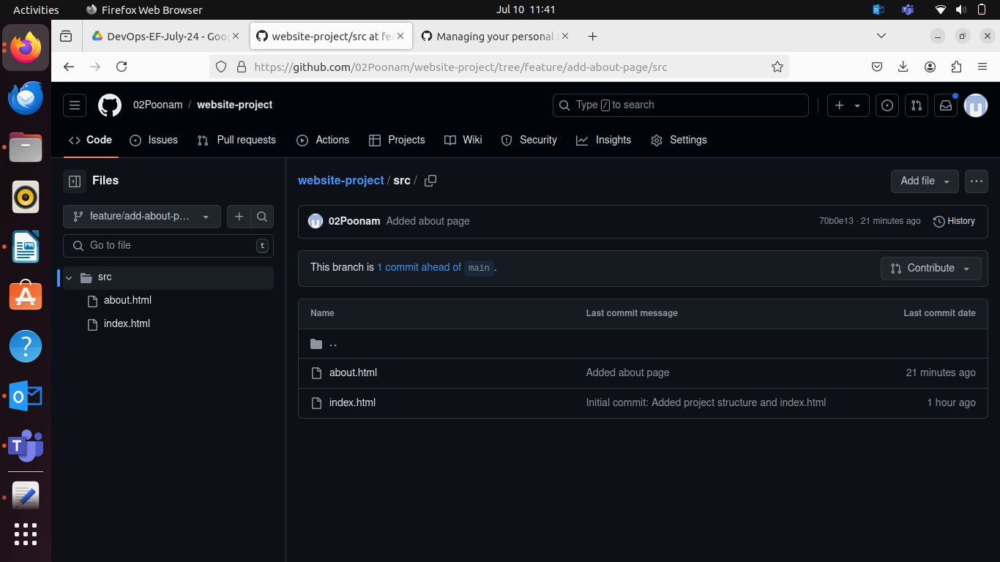 Activities
Firefox Web Browser
Jul 10 11:41
DevOps-EF-July-24 - Goo
website-project/src at fea
Managing your personal a
https://github.com/02Poonam/website-project/tree/feature/add-about-page/src
02Poonam / website-project
Type / to search
Code
Issues
Pull requests
Actions
Projects
Wiki
Security
Insights
Settings
Files
feature/add-about-p...
Go to file
t
src
about.html
index.html
website-project / src /
Add file
02Poonam Added about page
70b0e13 · 21 minutes ago
History
This branch is 1 commit ahead of main .
Contribute
Name Last commit message Last commit date
..
about.html Added about page 21 minutes ago
index.html Initial commit: Added project structure and index.html 1 hour ago